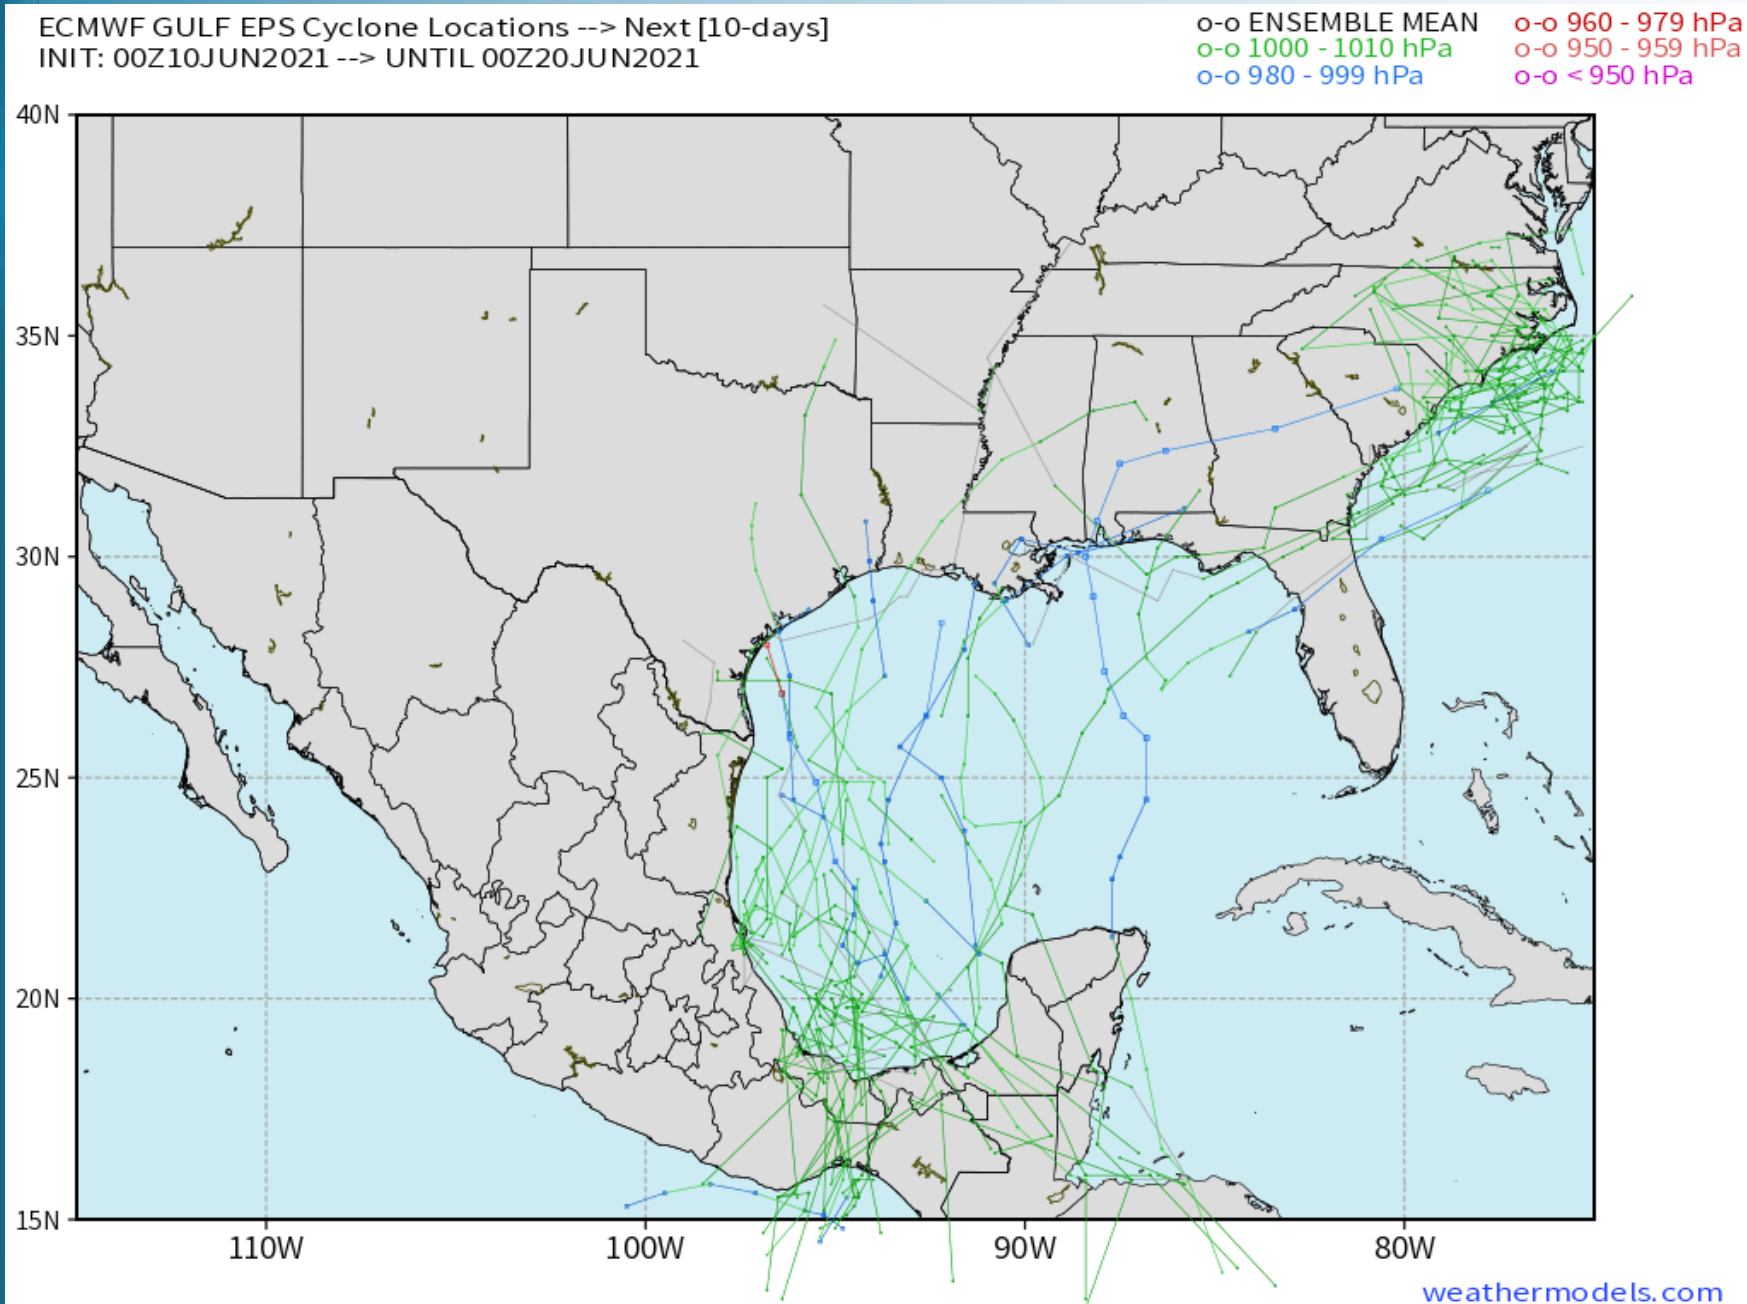 ECMWF GULF EPS Cyclone Locations --> Next [10-days]
INIT: 00Z10JUN2021 --> UNTIL 00Z20JUN2021
o-o ENSEMBLE MEAN
o-o 1000 - 1010 hPa
o-o 980 - 999 hPa
o-o 960 - 979 hPa
o-o 950 - 959 hPa
o-o < 950 hPa
40N
35N
30N
25N
20N
15N
110W
100W
90W
80W
weathermodels.com